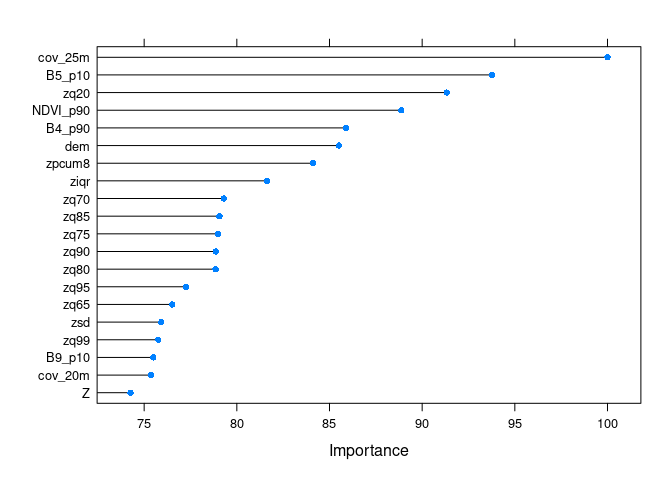 cov_25m
B5_p10
zq20
NDVI_p90
B4_p90
dem
zpcum8
ziqr
zq70
zq85
zq75
zq90
zq80
zq95
zq65
zsd
zq99
B9_p10
cov_20m
Z
75 80 85 90 95 100
Importance